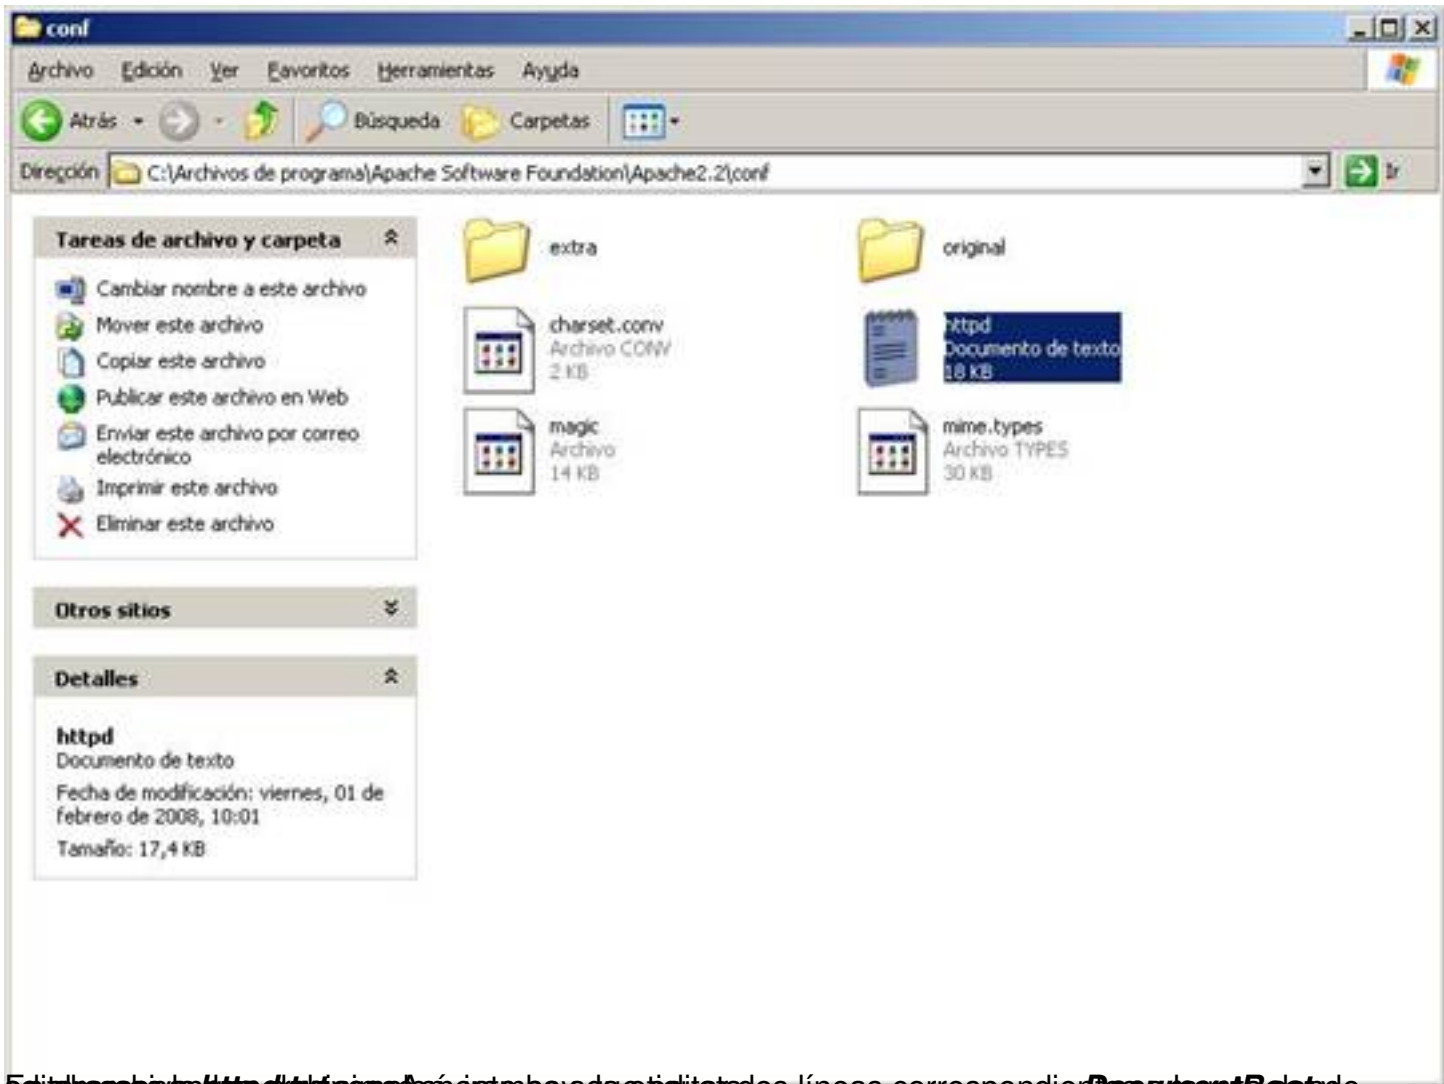 conf
Archivo Edición Ver Favoritos Herramientas Ayuda
Atrás Búsqueda Carpetas
Dirección C:\Archivos de programa\Apache Software Foundation\Apache2.2\conf Ir
Tareas de archivo y carpeta
Cambiar nombre a este archivo
Mover este archivo
Copiar este archivo
Publicar este archivo en Web
Enviar este archivo por correo
electrónico
Imprimir este archivo
Eliminar este archivo
Otros sitios
Detalles
httpd
Documento de texto
Fecha de modificación: viernes, 01 de
febrero de 2008, 10:01
Tamaño: 17,4 KB
extra
original
charset.conv
Archivo CONV
2 KB
httpd
Documento de texto
18 KB
magic
Archivo
14 KB
mime.types
Archivo TYPES
30 KB
líneas